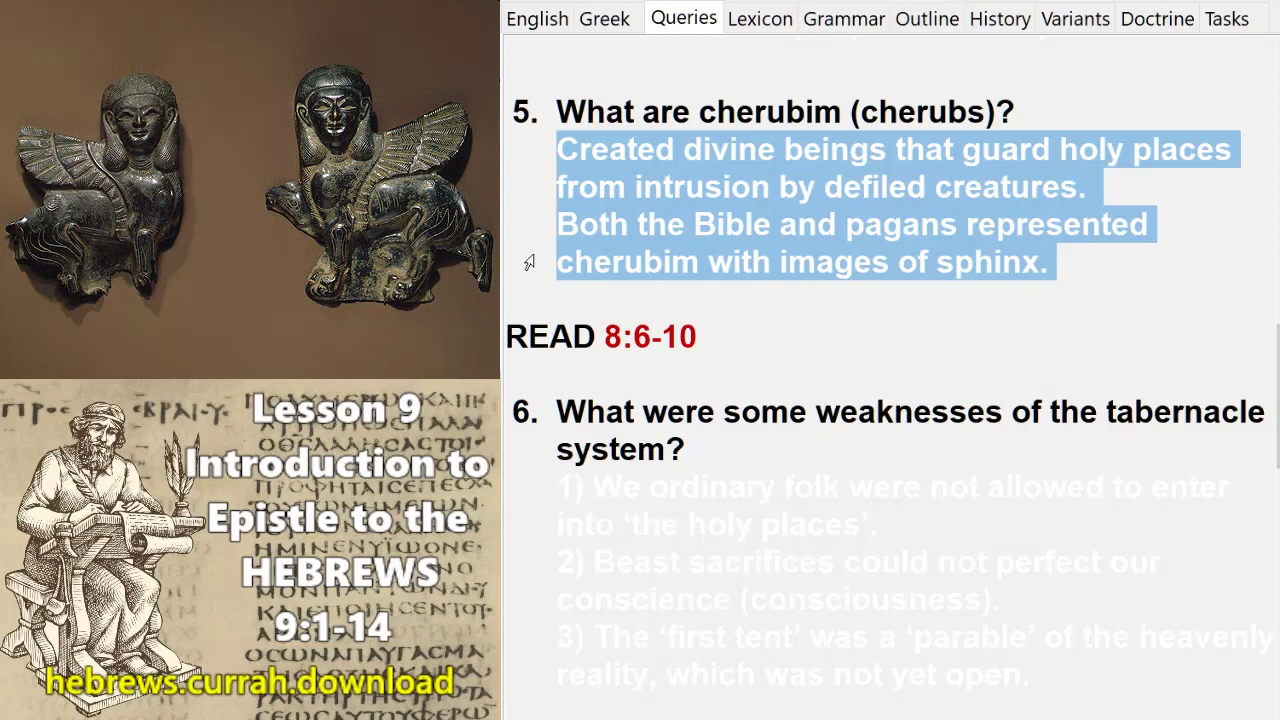 English Greek Queries Lexicon Grammar Outline History Variants Doctrine Tasks
5. What are cherubim (cherubs)?
Created divine beings that guard holy places
from intrusion by defiled creatures.
Both the Bible and pagans represented
cherubim with images of sphinx.
READ 8:6-10
6. What were some weaknesses of the tabernacle
system?
1) We ordinary folk were not allowed to enter
into ‘the holy places’.
2) Beast sacrifices could not perfect our
conscience (consciousness).
3) The ‘first tent’ was a ‘parable’ of the heavenly
reality, which was not yet open.
Lesson 9
Introduction to
Epistle to the
HEBREWS
9:1-14
hebrews.currah.download